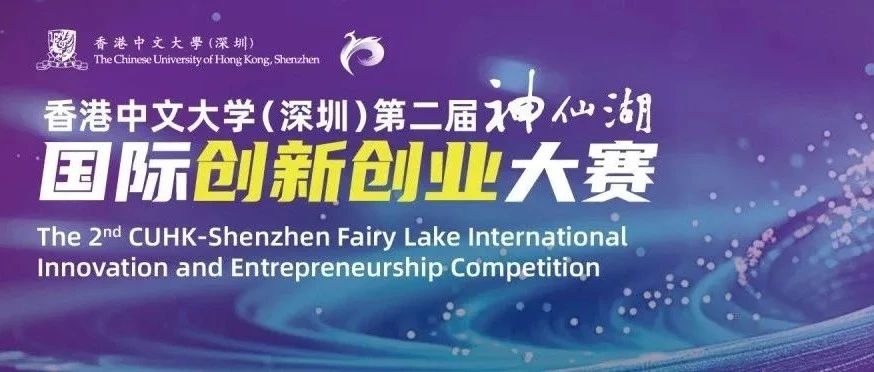 香港中文大學(深圳)
The Chinese University of Hong Kong, Shenzhen
香港中文大学(深圳)第二届神仙湖
国际创新创业大赛
The 2nd CUHK-Shenzhen Fairy Lake International
Innovation and Entrepreneurship Competition